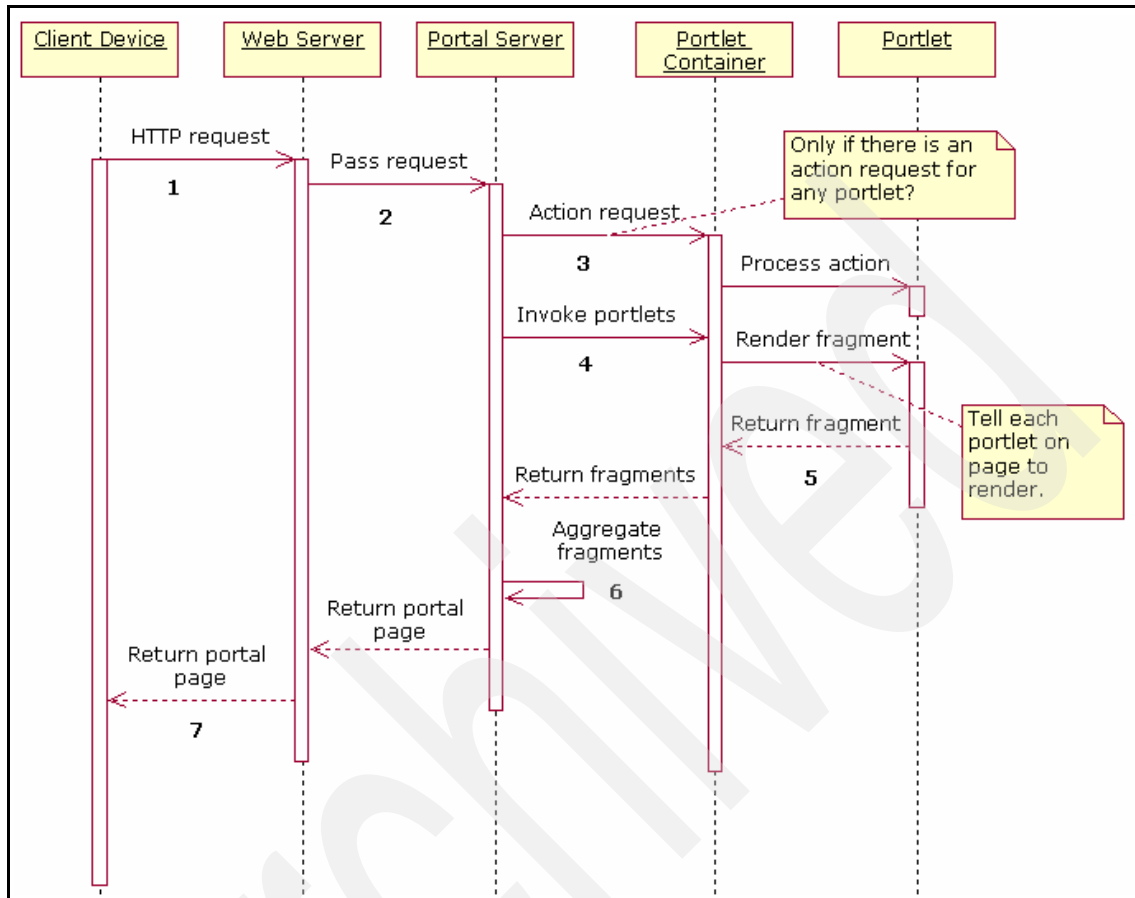 Client Device
Web Server
Portal Server
Portlet
Container
Portlet
HTTP request
1
Pass request
2
Only if there is an
action request for
any portlet?
Action request
3
Process action
Invoke portlets
4
Render fragment
Tell each
portlet on
page to
render.
Return fragment
5
Return fragments
Aggregate
fragments
6
Return portal
page
Return portal
page
7
rchived